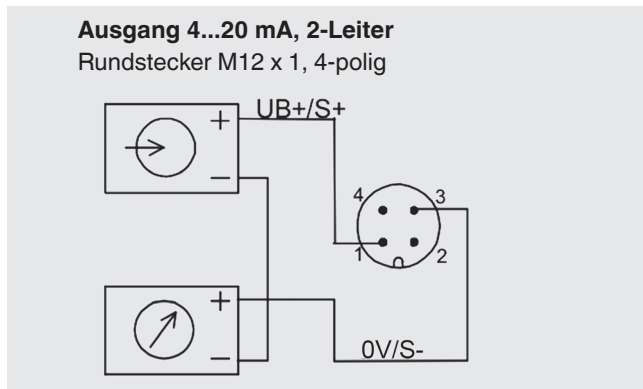 Ausgang 4...20 mA, 2-Leiter
Rundstecker M12 x 1, 4-polig
UB+/S+
+
−
4
3
1
2
+
−
0V/S-